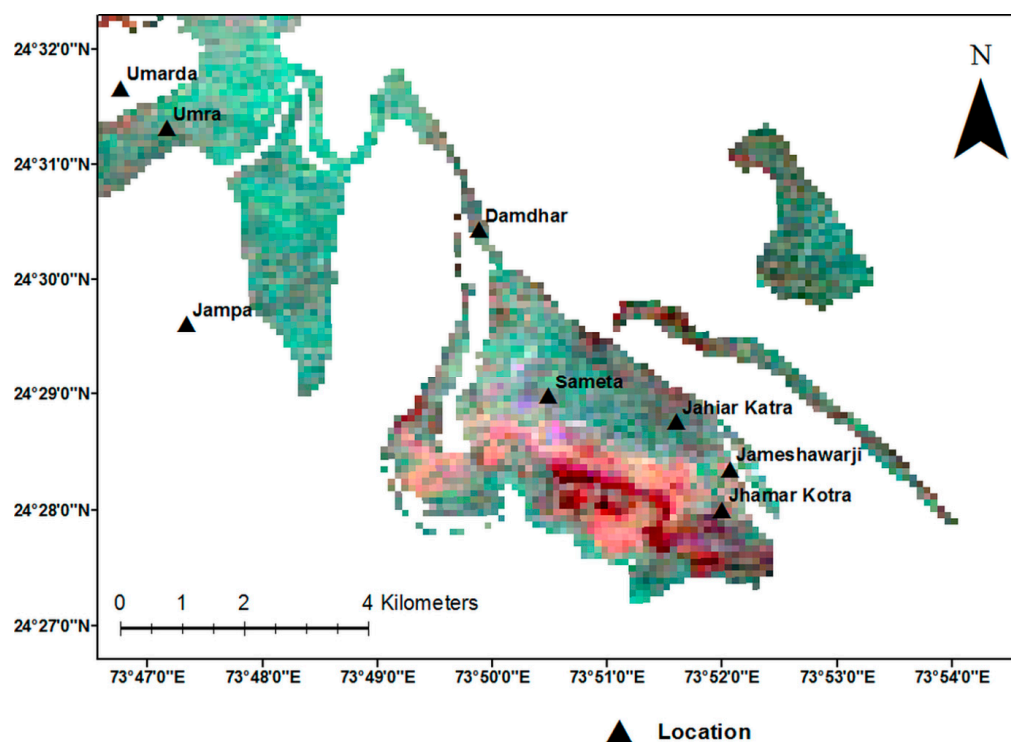 24°32'0"N
Umarda
N
Umra
24°31'0"N
Damdhar
24°30'0"N
Jampa
24°29'0"N
Sameta
Jahiar Katra
Jameshawarji
Jhamar Kotra
24°28'0"N
0 1 2 4 Kilometers
24°27'0"N
73°47'0"E 73°48'0"E 73°49'0"E 73°50'0"E 73°51'0"E 73°52'0"E 73°53'0"E 73°54'0"E
Location